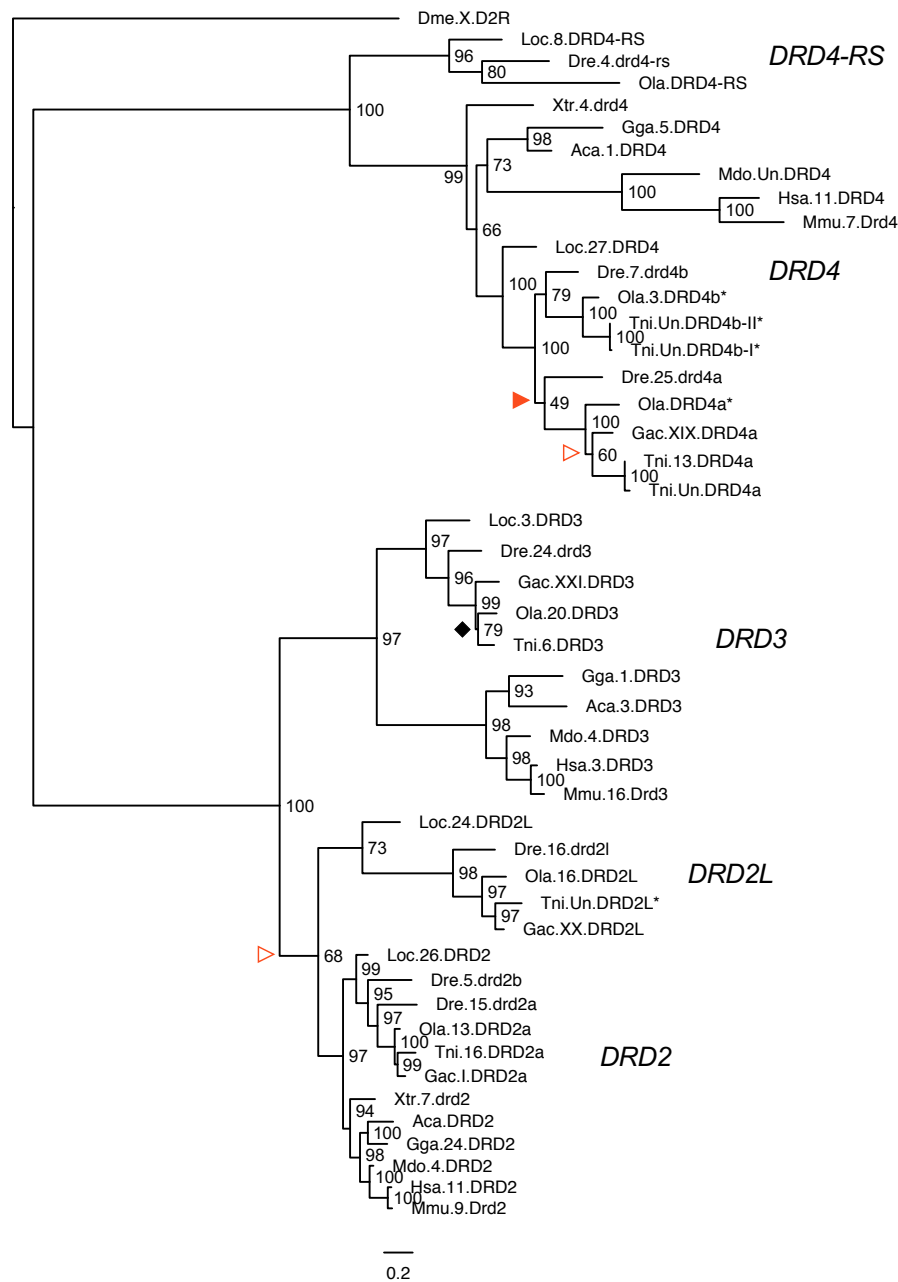 Dme.X.D2R
Loc.8.DRD4-RS
DRD4-RS
96
Dre.4.drd4-rs
80
Ola.DRD4-RS
100
Xtr.4.drd4
Gga.5.DRD4
98
Aca.1.DRD4
73
99
Mdo.Un.DRD4
100
Hsa.11.DRD4
100
Mmu.7.Drd4
66
Loc.27.DRD4
DRD4
Dre.7.drd4b
100
79
Ola.3.DRD4b*
100
Tni.Un.DRD4b-II*
100
Tni.Un.DRD4b-I*
100
Dre.25.drd4a
49
Ola.DRD4a*
100
Gac.XIX.DRD4a
60
Tni.13.DRD4a
100
Tni.Un.DRD4a
Loc.3.DRD3
97
Dre.24.drd3
96
Gac.XXI.DRD3
99
Ola.20.DRD3
79
Tni.6.DRD3
97
DRD3
Gga.1.DRD3
93
Aca.3.DRD3
98
Mdo.4.DRD3
98
Hsa.3.DRD3
100
Mmu.16.Drd3
100
Loc.24.DRD2L
73
Dre.16.drd2l
98
Ola.16.DRD2L
DRD2L
97
Tni.Un.DRD2L*
97
Gac.XX.DRD2L
68
Loc.26.DRD2
99
Dre.5.drd2b
95
Dre.15.drd2a
97
Ola.13.DRD2a
100
Tni.16.DRD2a
99
Gac.I.DRD2a
97
DRD2
Xtr.7.drd2
94
Aca.DRD2
100
Gga.24.DRD2
98
Mdo.4.DRD2
100
Hsa.11.DRD2
100
Mmu.9.Drd2
0.2